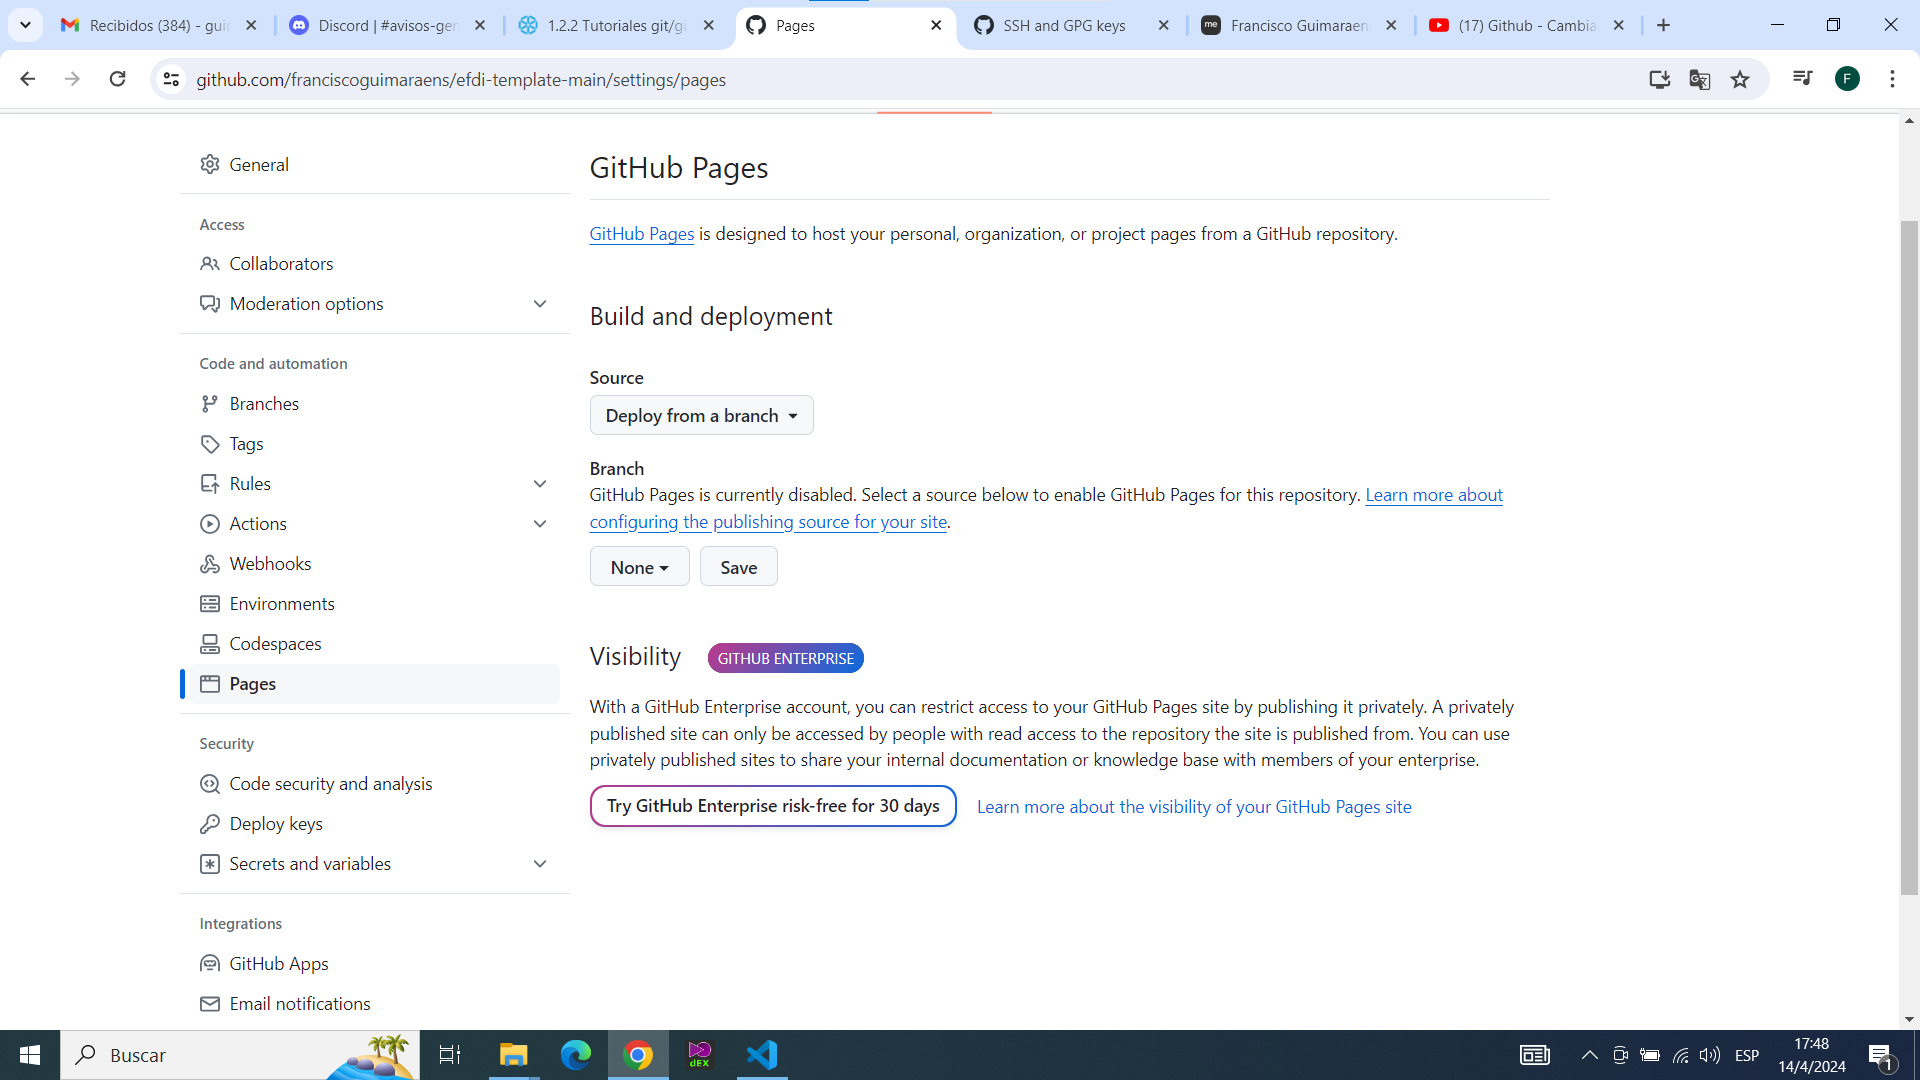 Recibidos (384) - guir
Discord | #avisos-gen
1.2.2 Tutoriales git/gi
Pages
SSH and GPG keys
Francisco Guimaraen
(17) Github - Cambia
github.com/franciscoguimaraens/efdi-template-main/settings/pages
F
General
Access
Collaborators
Moderation options
Code and automation
Branches
Tags
Rules
Actions
Webhooks
Environments
Codespaces
Pages
Security
Code security and analysis
Deploy keys
Secrets and variables
Integrations
GitHub Apps
Email notifications
GitHub Pages
GitHub Pages is designed to host your personal, organization, or project pages from a GitHub repository.
Build and deployment
Source
Deploy from a branch
Branch
GitHub Pages is currently disabled. Select a source below to enable GitHub Pages for this repository. Learn more about
configuring the publishing source for your site.
None
Save
Visibility
GITHUB ENTERPRISE
With a GitHub Enterprise account, you can restrict access to your GitHub Pages site by publishing it privately. A privately
published site can only be accessed by people with read access to the repository the site is published from. You can use
privately published sites to share your internal documentation or knowledge base with members of your enterprise.
Try GitHub Enterprise risk-free for 30 days
Learn more about the visibility of your GitHub Pages site
Buscar
dEX
ESP
17:48
14/4/2024
1